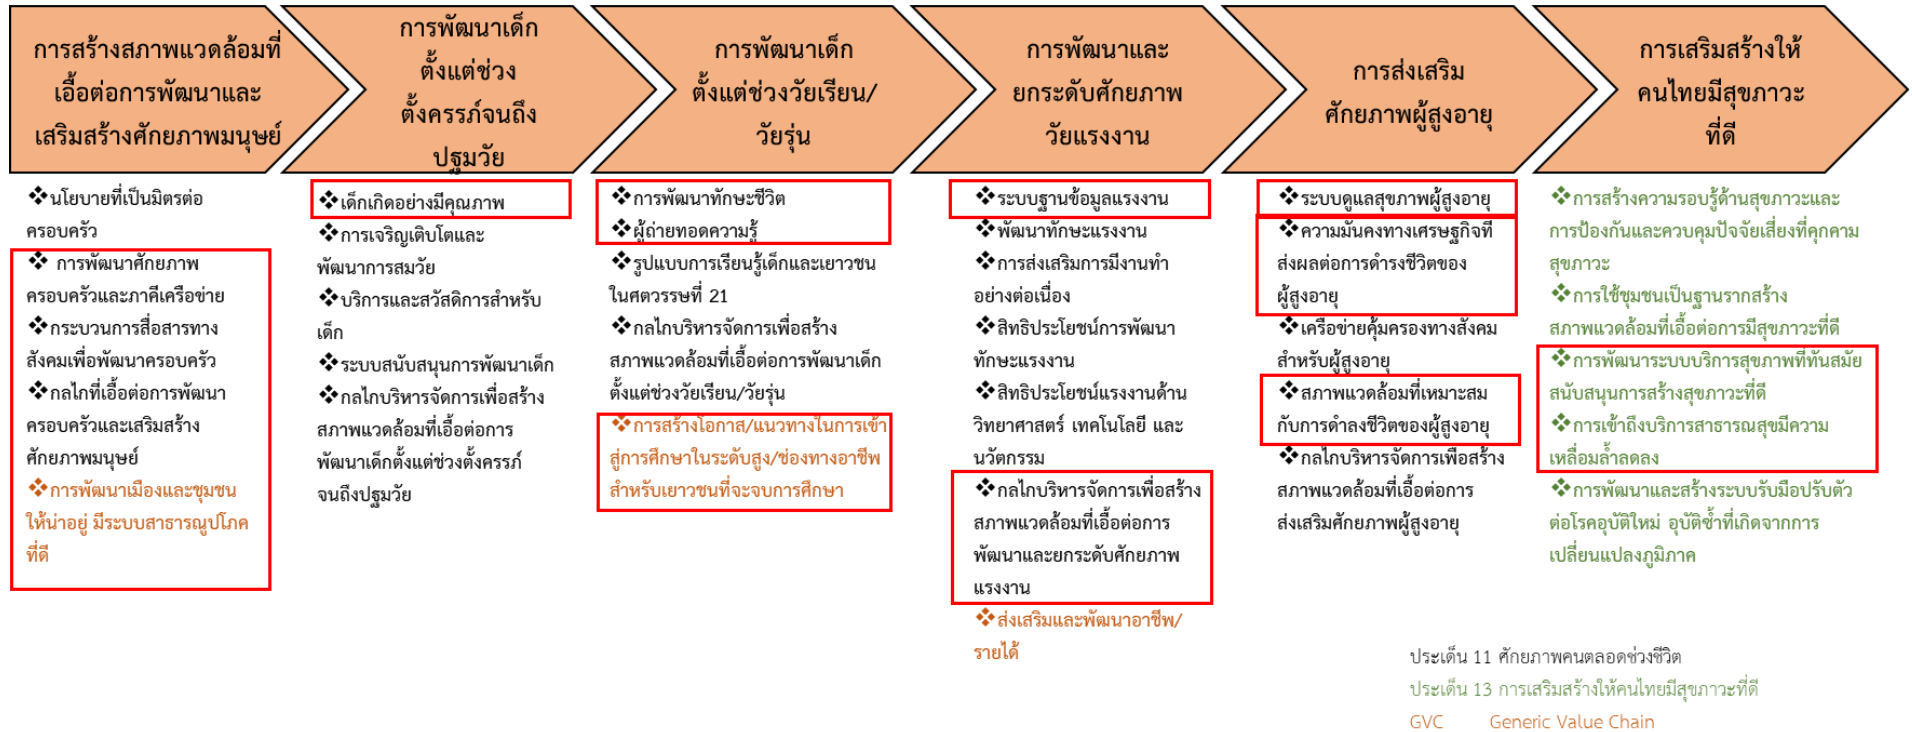 การสร้างสภาพแวดล้อมที่
เอื้อต่อการพัฒนาและ
เสริมสร้างศักยภาพมนุษย์
การพัฒนาเด็ก
ตั้งแต่ช่วง
ตั้งครรภ์จนถึง
ปฐมวัย
การพัฒนาเด็ก
ตั้งแต่ช่วงวัยเรียน/
วัยรุ่น
การพัฒนาและ
ยกระดับศักยภาพ
วัยแรงงาน
การส่งเสริม
ศักยภาพผู้สูงอายุ
การเสริมสร้างให้
คนไทยมีสุขภาวะ
ที่ดี
❖นโยบายที่เป็นมิตรต่อ
ครอบครัว
❖ การพัฒนาศักยภาพ
ครอบครัวและภาคีเครือข่าย
❖กระบวนการสื่อสารทาง
สังคมเพื่อพัฒนาครอบครัว
❖กลไกที่เอื้อต่อการพัฒนา
ครอบครัวและเสริมสร้าง
ศักยภาพมนุษย์
❖การพัฒนาเมืองและชุมชน
ให้น่าอยู่ มีระบบสาธารณูปโภค
ที่ดี
❖เด็กเกิดอย่างมีคุณภาพ
❖การเจริญเติบโตและ
พัฒนาการสมวัย
❖บริการและสวัสดิการสำหรับ
เด็ก
❖ระบบสนับสนุนการพัฒนาเด็ก
❖กลไกบริหารจัดการเพื่อสร้าง
สภาพแวดล้อมที่เอื้อต่อการ
พัฒนาเด็กตั้งแต่ช่วงตั้งครรภ์
จนถึงปฐมวัย
❖การพัฒนาทักษะชีวิต
❖ผู้ถ่ายทอดความรู้
❖รูปแบบการเรียนรู้เด็กและเยาวชน
ในศตวรรษที่ 21
❖กลไกบริหารจัดการเพื่อสร้าง
สภาพแวดล้อมที่เอื้อต่อการพัฒนาเด็ก
ตั้งแต่ช่วงวัยเรียน/วัยรุ่น
❖การสร้างโอกาส/แนวทางในการเข้า
สู่การศึกษาในระดับสูง/ช่องทางอาชีพ
สำหรับเยาวชนที่จะจบการศึกษา
❖ระบบฐานข้อมูลแรงงาน
❖พัฒนาทักษะแรงงาน
❖การส่งเสริมการมีงานทำ
อย่างต่อเนื่อง
❖สิทธิประโยชน์การพัฒนา
ทักษะแรงงาน
❖สิทธิประโยชน์แรงงานด้าน
วิทยาศาสตร์ เทคโนโลยี และ
นวัตกรรม
❖กลไกบริหารจัดการเพื่อสร้าง
สภาพแวดล้อมที่เอื้อต่อการ
พัฒนาและยกระดับศักยภาพ
แรงงาน
❖ส่งเสริมและพัฒนาอาชีพ/
รายได้
❖ระบบดูแลสุขภาพผู้สูงอายุ
❖ความมั่นคงทางเศรษฐกิจที่
ส่งผลต่อการดำรงชีวิตของ
ผู้สูงอายุ
❖เครือข่ายคุ้มครองทางสังคม
สำหรับผู้สูงอายุ
❖สภาพแวดล้อมที่เหมาะสม
กับการดำรงชีวิตของผู้สูงอายุ
❖กลไกบริหารจัดการเพื่อสร้าง
สภาพแวดล้อมที่เอื้อต่อการ
ส่งเสริมศักยภาพผู้สูงอายุ
❖การสร้างความรอบรู้ด้านสุขภาวะและ
การป้องกันและควบคุมปัจจัยเสี่ยงที่คุกคาม
สุขภาวะ
❖การใช้ชุมชนเป็นฐานรากสร้าง
สภาพแวดล้อมที่เอื้อต่อการมีสุขภาวะที่ดี
❖การพัฒนาระบบบริการสุขภาพที่ทันสมัย
สนับสนุนการสร้างสุขภาวะที่ดี
❖การเข้าถึงบริการสาธารณสุขมีความ
เหลื่อมล้ำลดลง
❖การพัฒนาและสร้างระบบรับมือปรับตัว
ต่อโรคอุบัติใหม่ อุบัติซ้ำที่เกิดจากการ
เปลี่ยนแปลงภูมิภาค
ประเด็น 11 ศักยภาพคนตลอดช่วงชีวิต
ประเด็น 13 การเสริมสร้างให้คนไทยมีสุขภาวะที่ดี
GVC Generic Value Chain